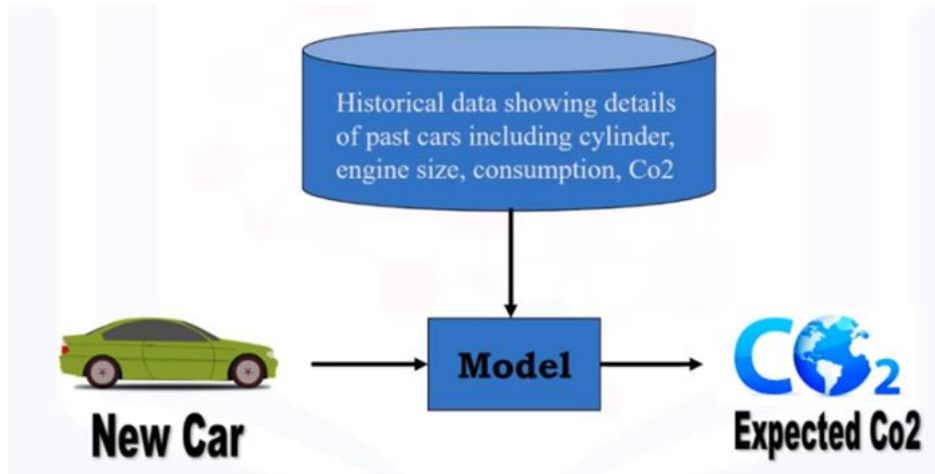 Historical data showing details
of past cars including cylinder,
engine size, consumption, Co2
Model
New Car
CO2
Expected Co2